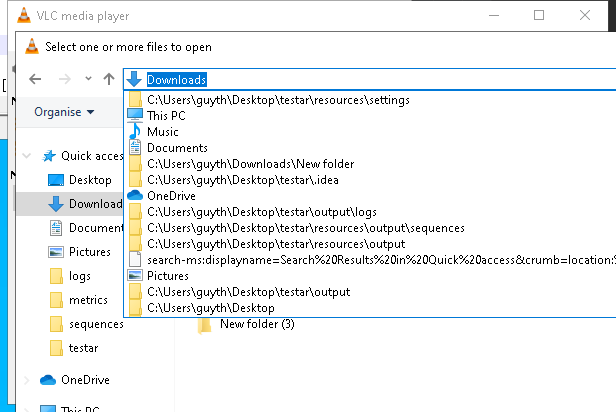 VLC media player
Select one or more files to open
Downloads
Organise
C:\Users\guyth\Desktop\testar\resources\settings
This PC
Music
Documents
C:\Users\guyth\Downloads\New folder
C:\Users\guyth\Desktop\testar\.idea
OneDrive
C:\Users\guyth\Desktop\testar\output\logs
C:\Users\guyth\Desktop\testar\resources\output\sequences
C:\Users\guyth\Desktop\testar\resources\output
search-ms:displayname=Search%20Results%20in%20Quick%20access&crumb=location:
Pictures
C:\Users\guyth\Desktop\testar\output
C:\Users\guyth\Desktop
Quick acces
Desktop
Download
Document
Pictures
logs
metrics
sequences
testar
OneDrive
This PC
New folder (3)